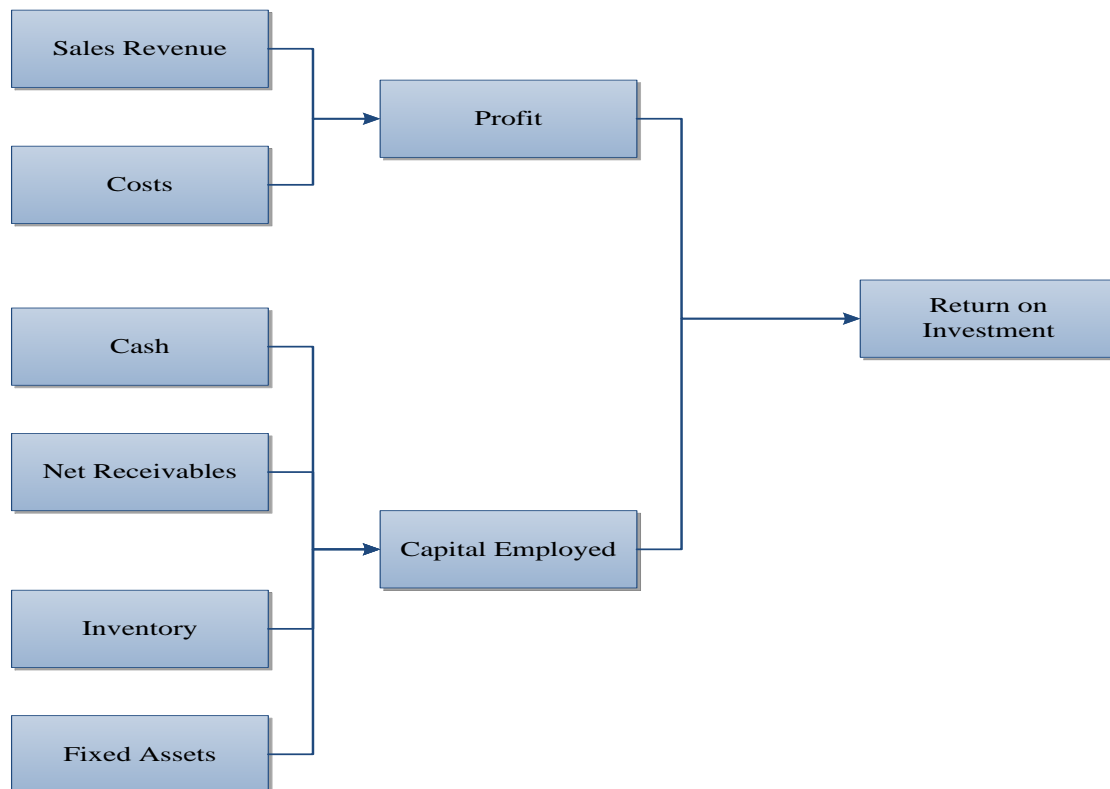 Sales Revenue
Profit
Costs
Return on
Investment
Cash
Net Receivables
Capital Employed
Inventory
Fixed Assets